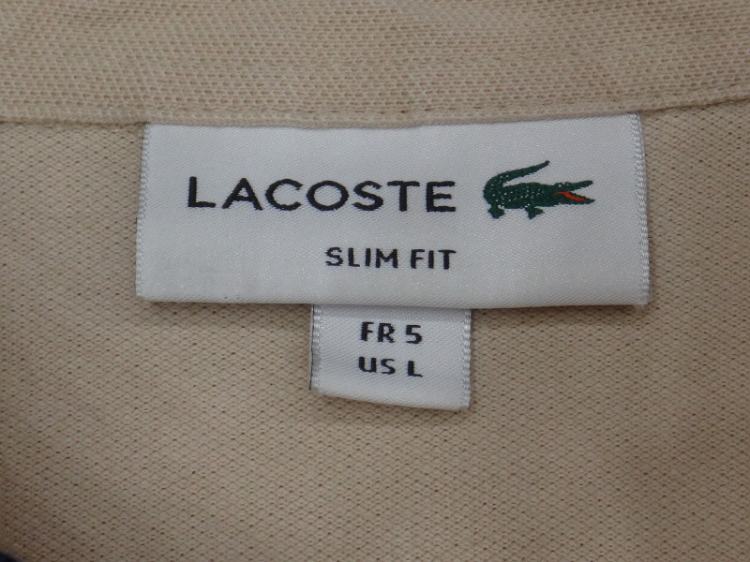 LACOSTE
SLIM FIT
FR 5
US L